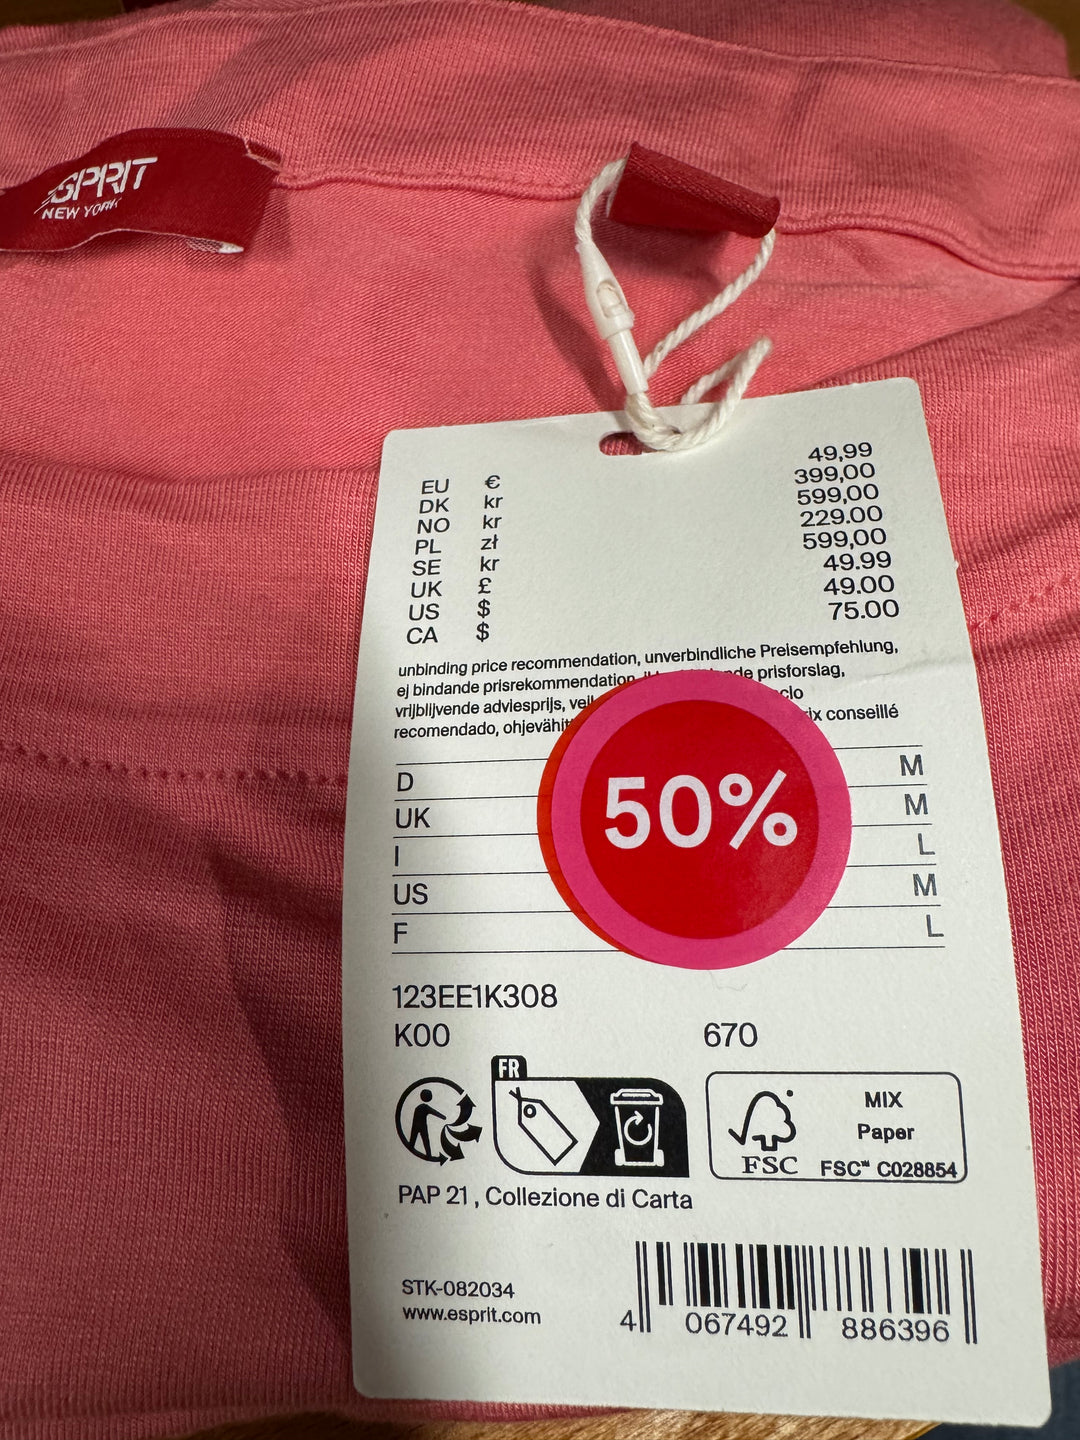 ESPRIT
NEW YORK
EU € 49,99
DK kr 399,00
NO kr 599,00
PL zł 229.00
SE kr 599,00
UK £ 49.99
US $ 49.00
CA $ 75.00
unbinding price recommendation, unverbindliche Preisempfehlung,
ej bindande prisrekommendation, prisforslag,
vrijblijvende adviesprijs,
recomendado, conseillé
50%
D M
UK M
I L
US M
F L
123EE1K308
K00 670
FR
FSC
MIX
Paper
FSC™ C028854
PAP 21 , Collezione di Carta
STK-082034
www.esprit.com
4 067492 886396